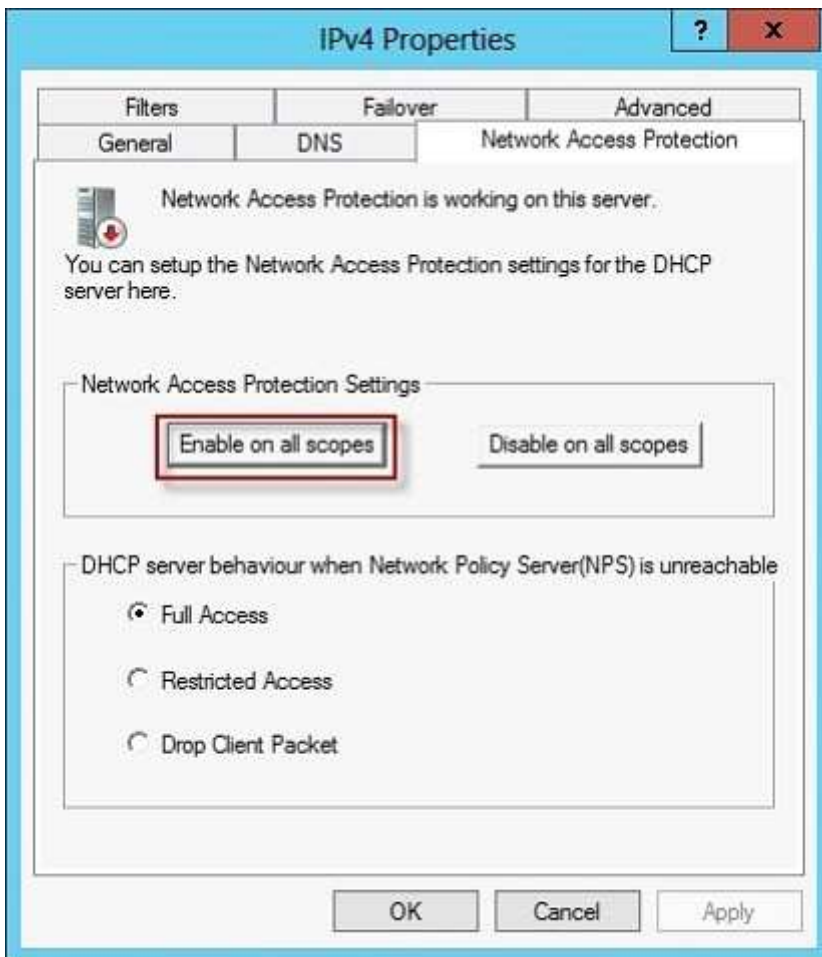 IPv4 Properties
?
x
Filters
Failover
Advanced
General
DNS
Network Access Protection
Network Access Protection is working on this server.
You can setup the Network Access Protection settings for the DHCP
server here.
Network Access Protection Settings
Enable on all scopes
Disable on all scopes
DHCP server behaviour when Network Policy Server(NPS) is unreachable
Full Access
Restricted Access
Drop Client Packet
OK
Cancel
Apply